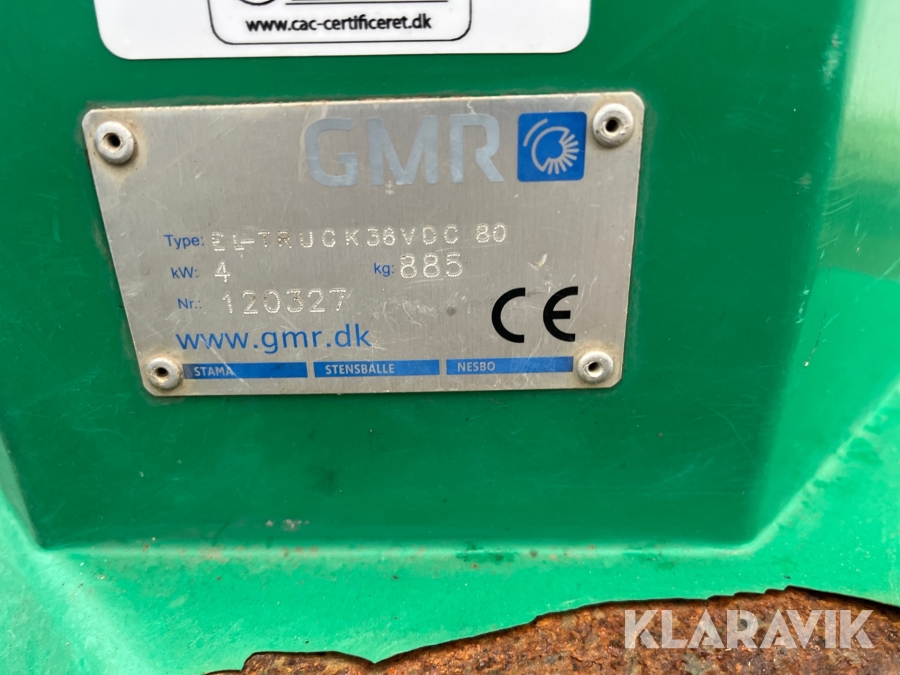 www.cac-certificeret.dk
GMR
Type: EL-TRUCK36VDC 80
kW: 4 kg: 885
Nr.: 120327
www.gmr.dk CE
STAMA STENSBALLE NESBO
KLARAVIK